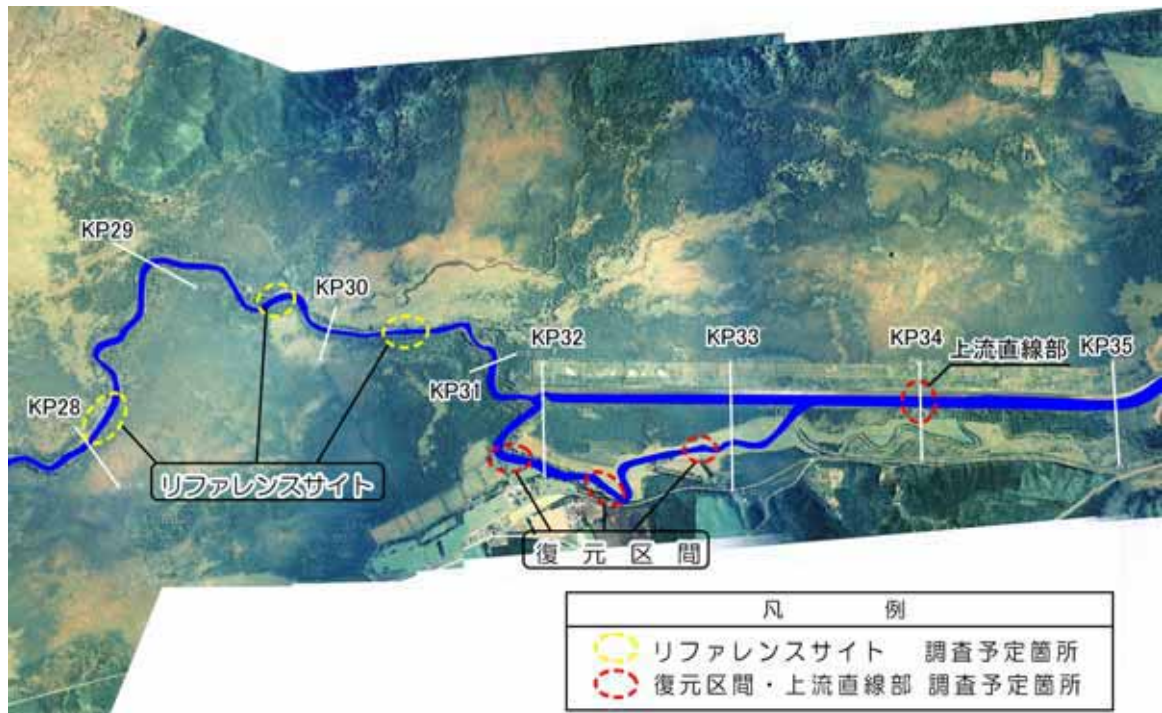 KP29
KP30
KP32
KP33
KP34
上流直線部
KP35
KP31
KP28
リファレンスサイト
復元区間
凡　例
リファレンスサイト　調査予定箇所
復元区間・上流直線部 調査予定箇所